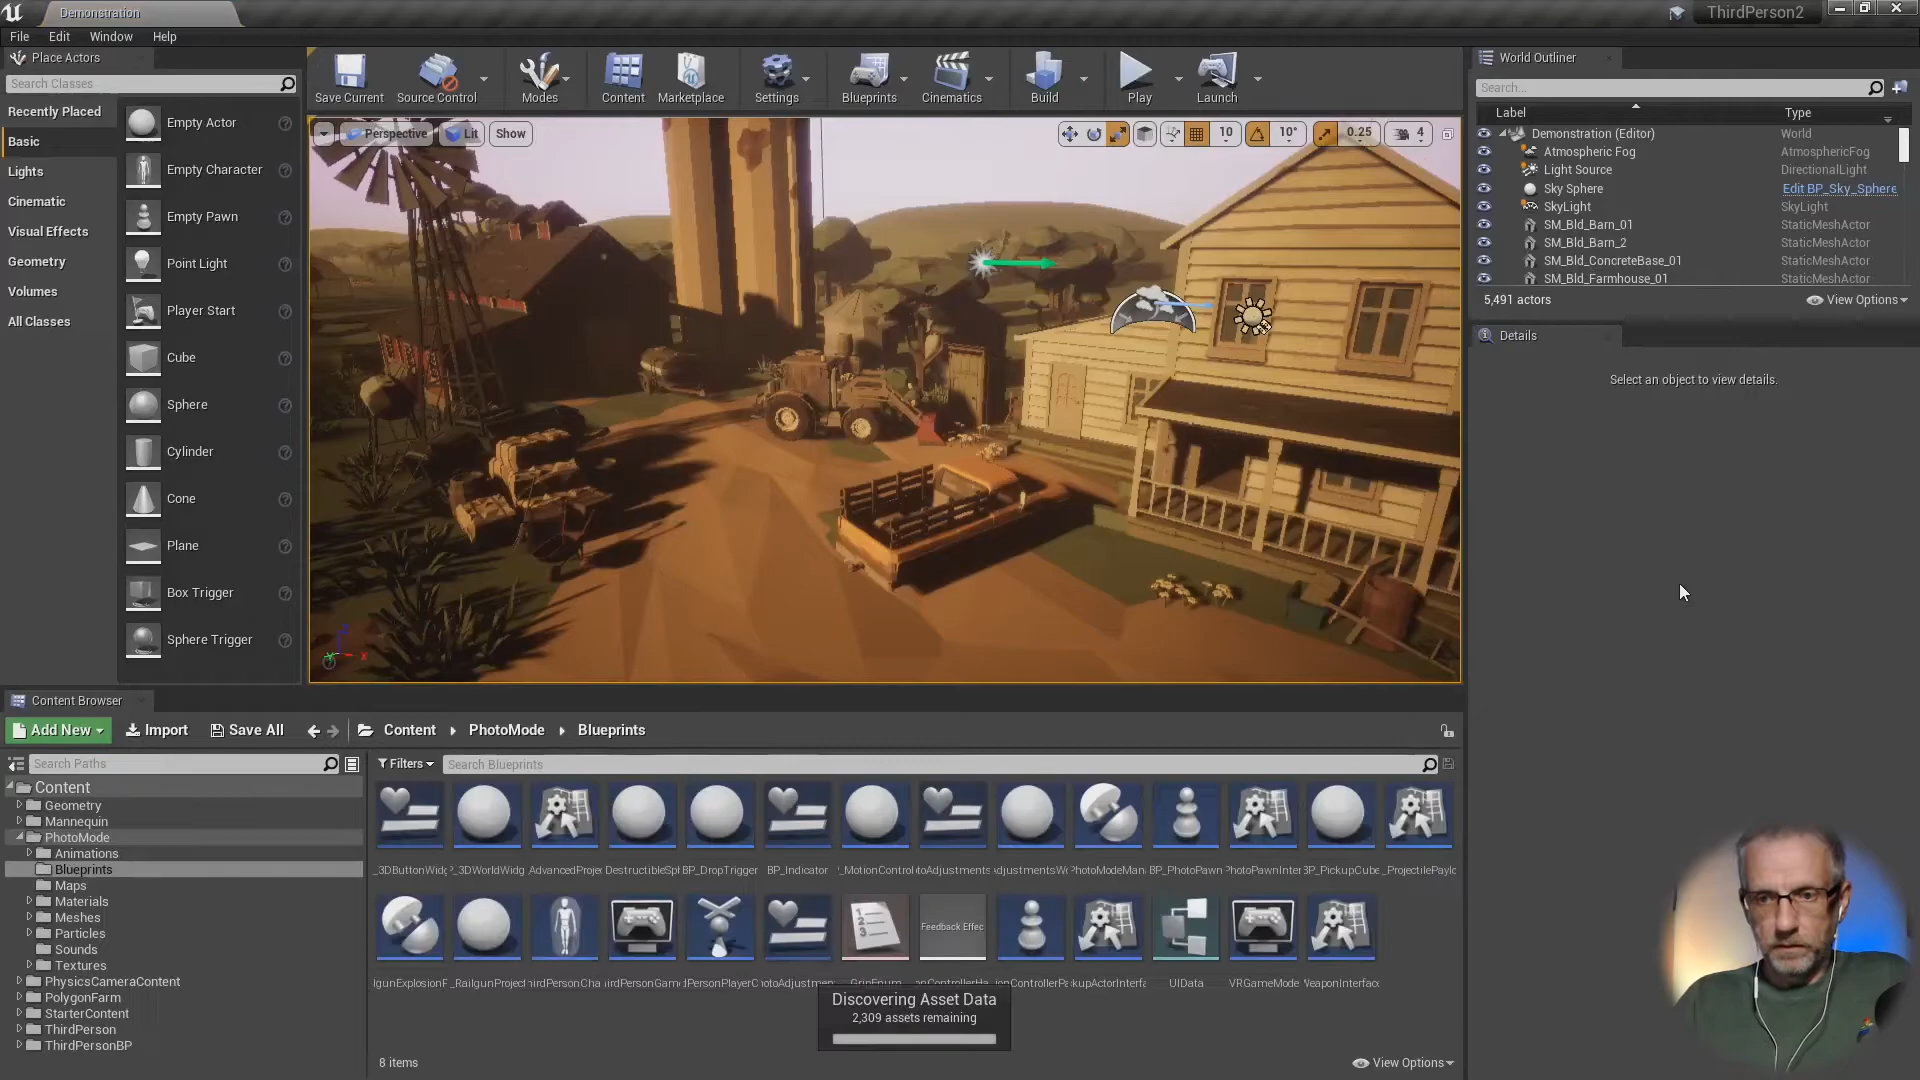 Demonstration
ThirdPerson2
File Edit Window Help
Place Actors
Search Classes
Recently Placed
Basic
Lights
Cinematic
Visual Effects
Geometry
Volumes
All Classes
Empty Actor
Empty Character
Empty Pawn
Point Light
Player Start
Cube
Sphere
Cylinder
Cone
Plane
Box Trigger
Sphere Trigger
Save Current
Source Control
Modes
Content
Marketplace
Settings
Blueprints
Cinematics
Build
Play
Launch
Perspective
Lit
Show
10
10°
0.25
4
World Outliner
Search...
Label Type
Demonstration (Editor) World
Atmospheric Fog AtmosphericFog
Light Source DirectionalLight
Sky Sphere Edit BP_Sky_Sphere
SkyLight SkyLight
SM_Bld_Barn_01 StaticMeshActor
SM_Bld_Barn_2 StaticMeshActor
SM_Bld_ConcreteBase_01 StaticMeshActor
SM_Bld_Farmhouse_01 StaticMeshActor
5,491 actors
View Options
Details
Select an object to view details.
Content Browser
Add New Import Save All Content PhotoMode Blueprints
Search Paths
Content
Geometry
Mannequin
PhotoMode
Animations
Blueprints
Maps
Materials
Meshes
Particles
Sounds
Textures
PhysicsCameraContent
PolygonFarm
StarterContent
ThirdPerson
ThirdPersonBP
Filters
Search Blueprints
BP_DropTrigger
BP_Indicator
BP_PhotoPawn
Feedback Effec
GripEnum
UIData
VRGameMode
Discovering Asset Data
2,309 assets remaining
8 items
View Options